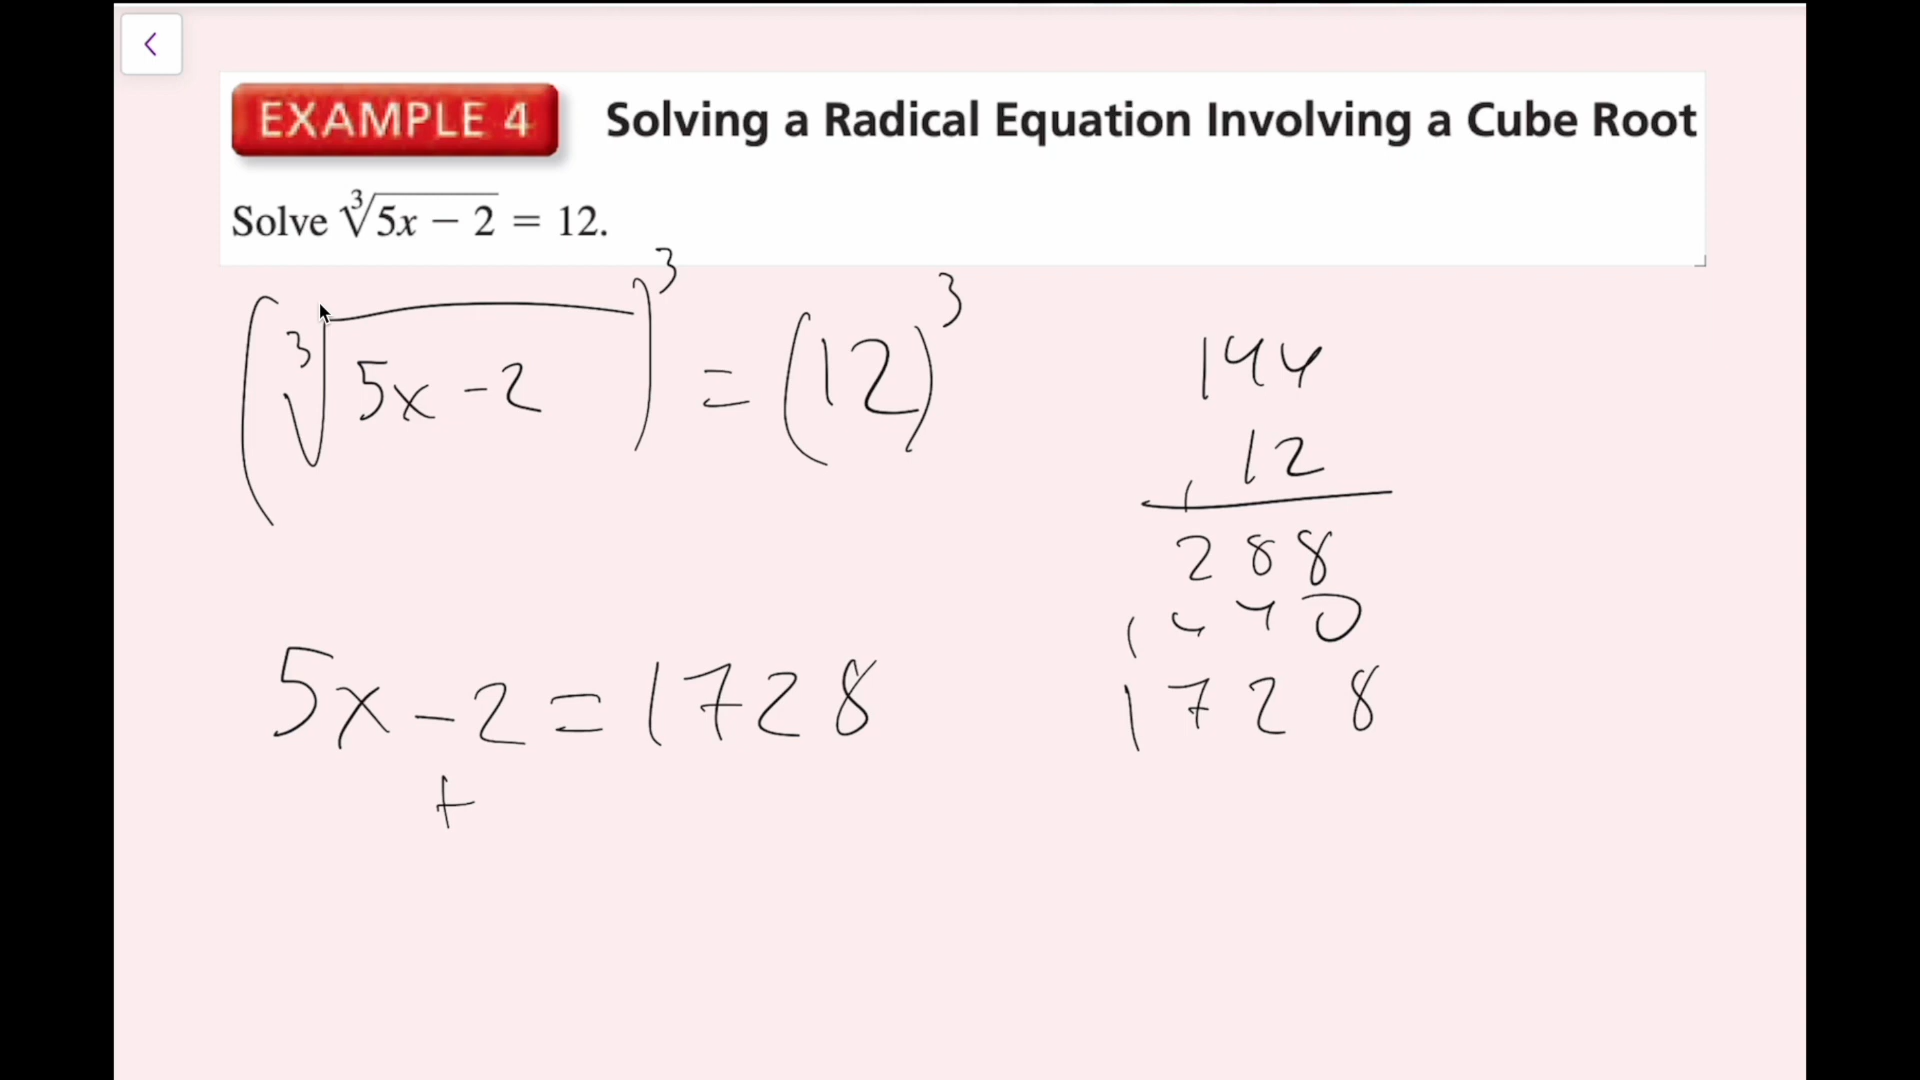 EXAMPLE 4 Solving a Radical Equation Involving a Cube Root
Solve ∛(5x − 2) = 12.
(∛(5x - 2))³ = (12)³
144
12
1
288
1440
1728
5x - 2 = 1728
+